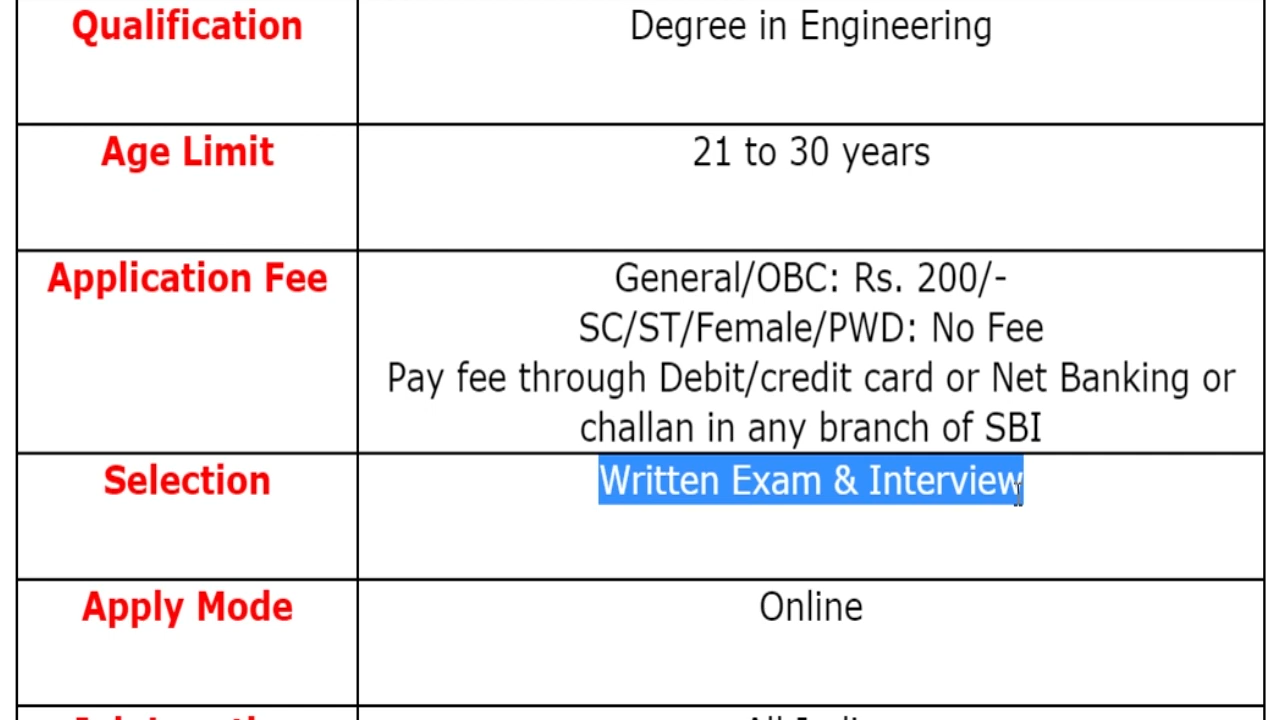 Qualification
Degree in Engineering
Age Limit
21 to 30 years
Application Fee
General/OBC: Rs. 200/-
SC/ST/Female/PWD: No Fee
Pay fee through Debit/credit card or Net Banking or
challan in any branch of SBI
Selection
Written Exam & Interview
Apply Mode
Online